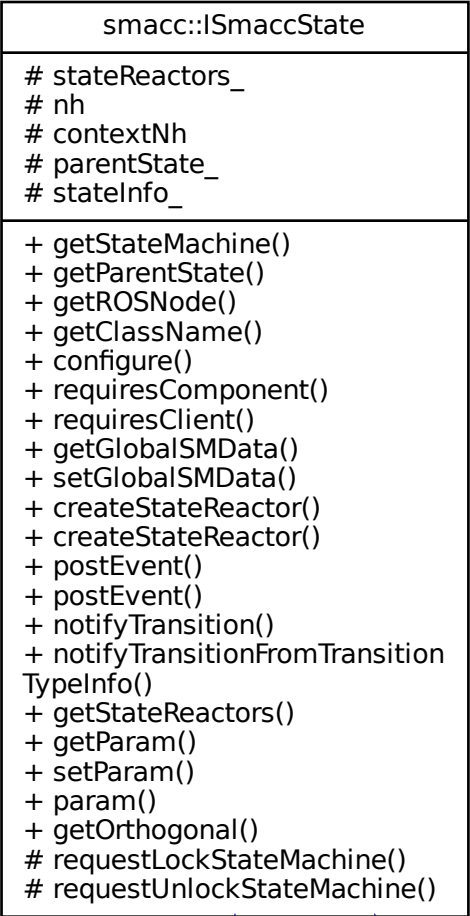 smacc::ISmaccState
# stateReactors_
# nh
# contextNh
# parentState_
# stateInfo_
+ getStateMachine()
+ getParentState()
+ getROSNode()
+ getClassName()
+ configure()
+ requiresComponent()
+ requiresClient()
+ getGlobalSMData()
+ setGlobalSMData()
+ createStateReactor()
+ createStateReactor()
+ postEvent()
+ postEvent()
+ notifyTransition()
+ notifyTransitionFromTransition
TypeInfo()
+ getStateReactors()
+ getParam()
+ setParam()
+ param()
+ getOrthogonal()
# requestLockStateMachine()
# requestUnlockStateMachine()